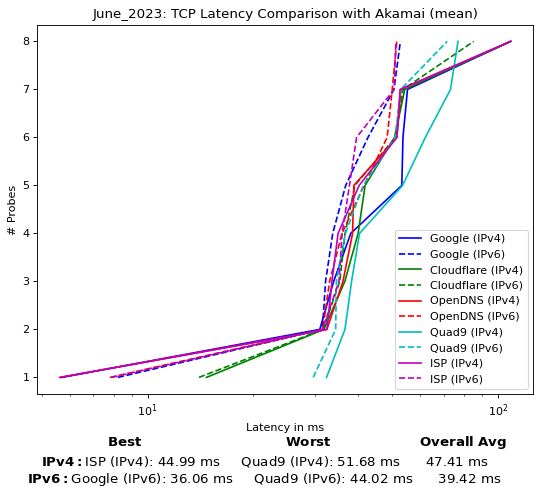 June_2023: TCP Latency Comparison with Akamai (mean)
8
7
6
5
4
3
2
1
# Probes
Google (IPv4)
Google (IPv6)
Cloudflare (IPv4)
Cloudflare (IPv6)
OpenDNS (IPv4)
OpenDNS (IPv6)
Quad9 (IPv4)
Quad9 (IPv6)
ISP (IPv4)
ISP (IPv6)
10¹ 10²
Latency in ms
Best Worst Overall Avg
IPv4: ISP (IPv4): 44.99 ms Quad9 (IPv4): 51.68 ms 47.41 ms
IPv6: Google (IPv6): 36.06 ms Quad9 (IPv6): 44.02 ms 39.42 ms